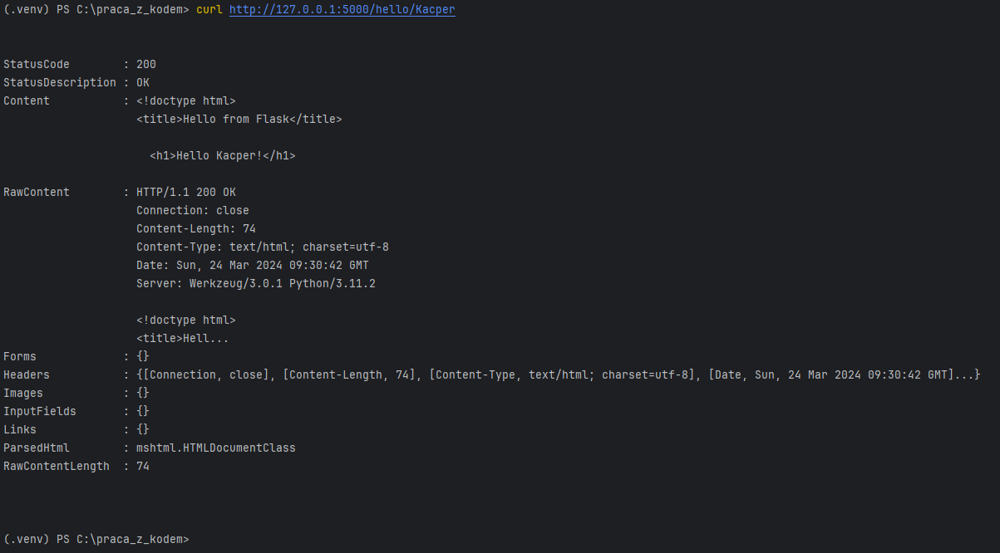 (.venv) PS C:\praca_z_kodem> curl http://127.0.0.1:5000/hello/Kacper
StatusCode        : 200
StatusDescription : OK
Content           : <!doctype html>
                    <title>Hello from Flask</title>
                      <h1>Hello Kacper!</h1>
RawContent        : HTTP/1.1 200 OK
                    Connection: close
                    Content-Length: 74
                    Content-Type: text/html; charset=utf-8
                    Date: Sun, 24 Mar 2024 09:30:42 GMT
                    Server: Werkzeug/3.0.1 Python/3.11.2
                    <!doctype html>
                    <title>Hell...
Forms             : {}
Headers           : {[Connection, close], [Content-Length, 74], [Content-Type, text/html; charset=utf-8], [Date, Sun, 24 Mar 2024 09:30:42 GMT]...}
Images            : {}
InputFields       : {}
Links             : {}
ParsedHtml        : mshtml.HTMLDocumentClass
RawContentLength  : 74
(.venv) PS C:\praca_z_kodem>